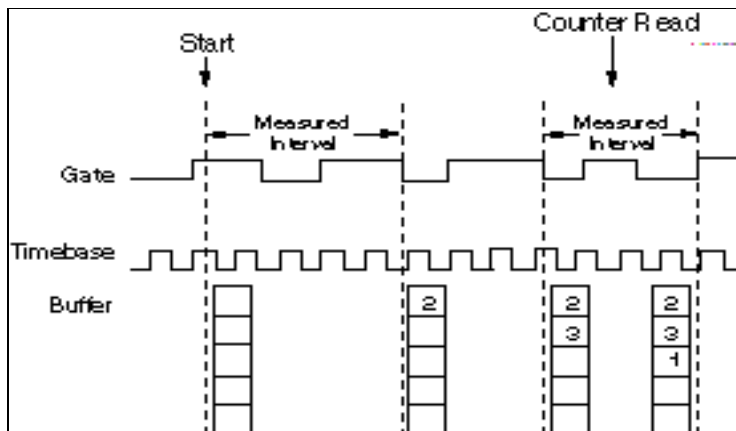 Counter Read
Start
Measured
Interval
Measured
Interval
Gate
Timebase
Buffer
2 2 2
3 3
1